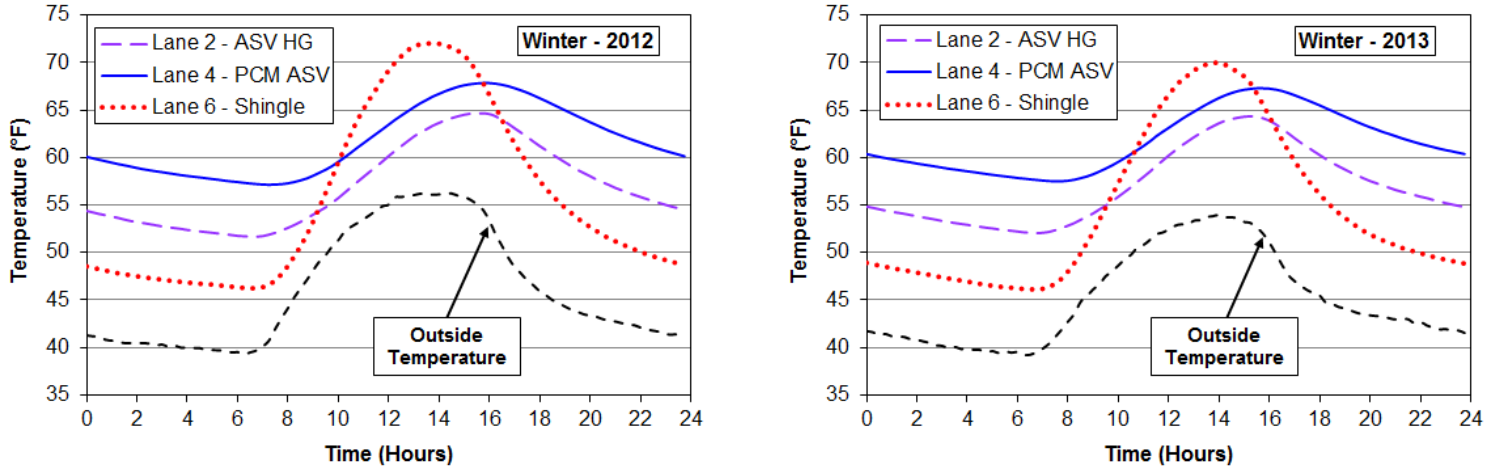 75
70
65
60
55
50
45
40
35
Temperature (°F)
Lane 2 - ASV HG
Lane 4 - PCM ASV
Lane 6 - Shingle
Winter - 2012
Outside
Temperature
0 2 4 6 8 10 12 14 16 18 20 22 24
Time (Hours)
75
70
65
60
55
50
45
40
35
Temperature (°F)
Lane 2 - ASV HG
Lane 4 - PCM ASV
Lane 6 - Shingle
Winter - 2013
Outside
Temperature
0 2 4 6 8 10 12 14 16 18 20 22 24
Time (Hours)